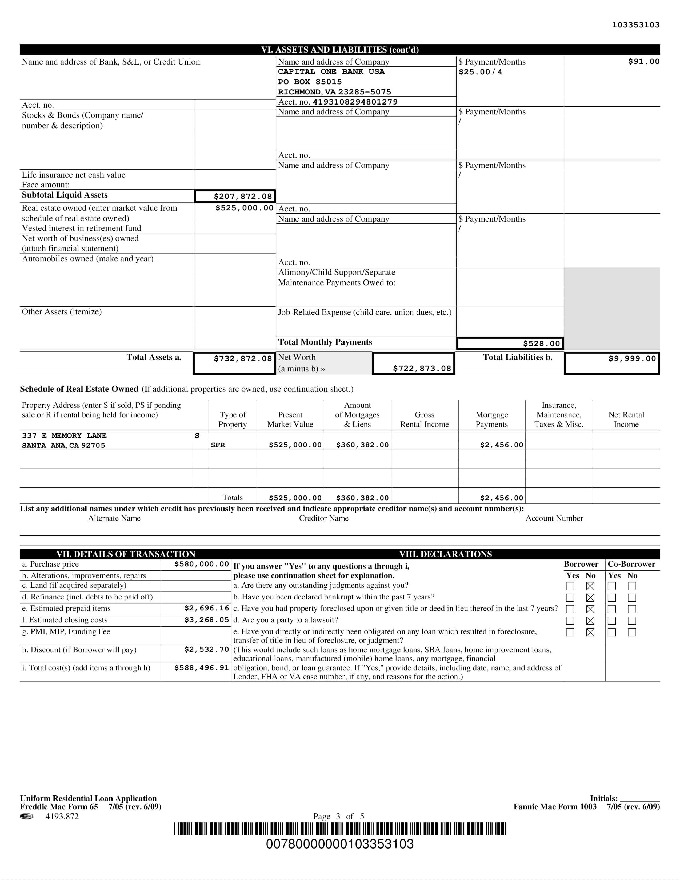 103353103
VI. ASSETS AND LIABILITIES (cont'd)
Name and address of Bank, S&L, or Credit Union
Name and address of Company
$ Payment/Months
$91.00
CAPITAL ONE BANK USA
$25.00/4
PO BOX 85015
RICHMOND,VA 23285-5075
Acct. no.
Acct. no. 4193108294801279
Stocks & Bonds (Company name/
number & description)
Name and address of Company
$ Payment/Months
/
Acct. no.
Name and address of Company
$ Payment/Months
/
Life insurance net cash value
Face amount:
Subtotal Liquid Assets
$207,872.08
Real estate owned (enter market value from
schedule of real estate owned)
$525,000.00
Acct. no.
Name and address of Company
$ Payment/Months
/
Vested interest in retirement fund
Net worth of business(es) owned
(attach financial statement)
Automobiles owned (make and year)
Acct. no.
Alimony/Child Support/Separate
Maintenance Payments Owed to:
Other Assets (itemize)
Job-Related Expense (child care, union dues, etc.)
Total Monthly Payments
$528.00
Total Assets a.
$732,872.08
Net Worth
(a minus b) »
$722,873.08
Total Liabilities b.
$9,999.00
Schedule of Real Estate Owned (If additional properties are owned, use continuation sheet.)
Property Address (enter S if sold, PS if pending
sale or R if rental being held for income)
Type of
Property
Present
Market Value
Amount
of Mortgages
& Liens
Gross
Rental Income
Mortgage
Payments
Insurance,
Maintenance,
Taxes & Misc.
Net Rental
Income
337 E MEMORY LANE S
SANTA ANA,CA 92705 SFR $525,000.00 $360,382.00 $2,456.00
Totals $525,000.00 $360,382.00 $2,456.00
List any additional names under which credit has previously been received and indicate appropriate creditor name(s) and account number(s):
Alternate Name Creditor Name Account Number
VII. DETAILS OF TRANSACTION
VIII. DECLARATIONS
a. Purchase price $580,000.00
b. Alterations, improvements, repairs
c. Land (if acquired separately)
d. Refinance (incl. debts to be paid off)
e. Estimated prepaid items $2,696.16
f. Estimated closing costs $3,268.05
g. PMI, MIP, Funding Fee
h. Discount (if Borrower will pay) $2,532.70
i. Total cost(s) (add items a through h) $588,496.91
If you answer "Yes" to any questions a through i,
please use continuation sheet for explanation.
Borrower Co-Borrower
Yes No Yes No
a. Are there any outstanding judgments against you?
b. Have you been declared bankrupt within the past 7 years?
c. Have you had property foreclosed upon or given title or deed in lieu thereof in the last 7 years?
d. Are you a party to a lawsuit?
e. Have you directly or indirectly been obligated on any loan which resulted in foreclosure,
transfer of title in lieu of foreclosure, or judgment?
(This would include such loans as home mortgage loans, SBA loans, home improvement loans,
educational loans, manufactured (mobile) home loans, any mortgage, financial
obligation, bond, or loan guarantee. If "Yes," provide details, including date, name, and address of
Lender, FHA or VA case number, if any, and reasons for the action.)
Uniform Residential Loan Application
Freddie Mac Form 65 7/05 (rev. 6/09)
4193.872
Page 3 of 5
Initials:
Fannie Mae Form 1003 7/05 (rev. 6/09)
00780000000103353103